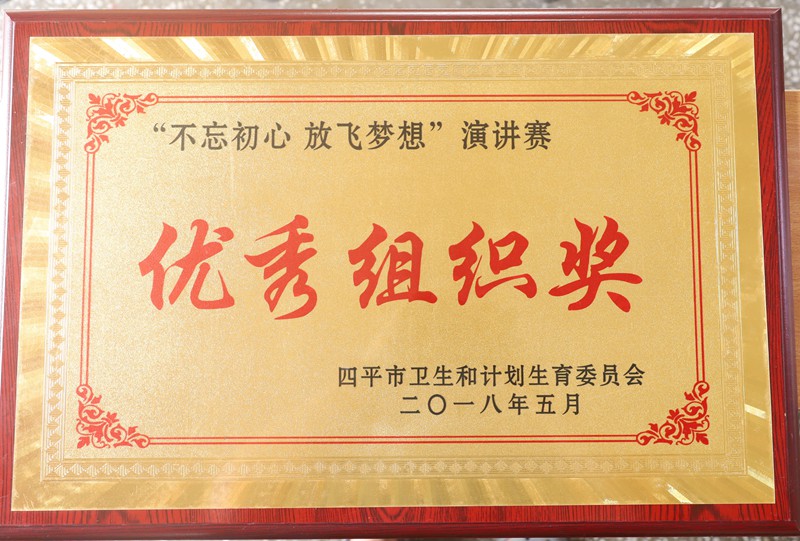 “不忘初心 放飞梦想”演讲赛
优秀组织奖
四平市卫生和计划生育委员会
二〇一八年五月